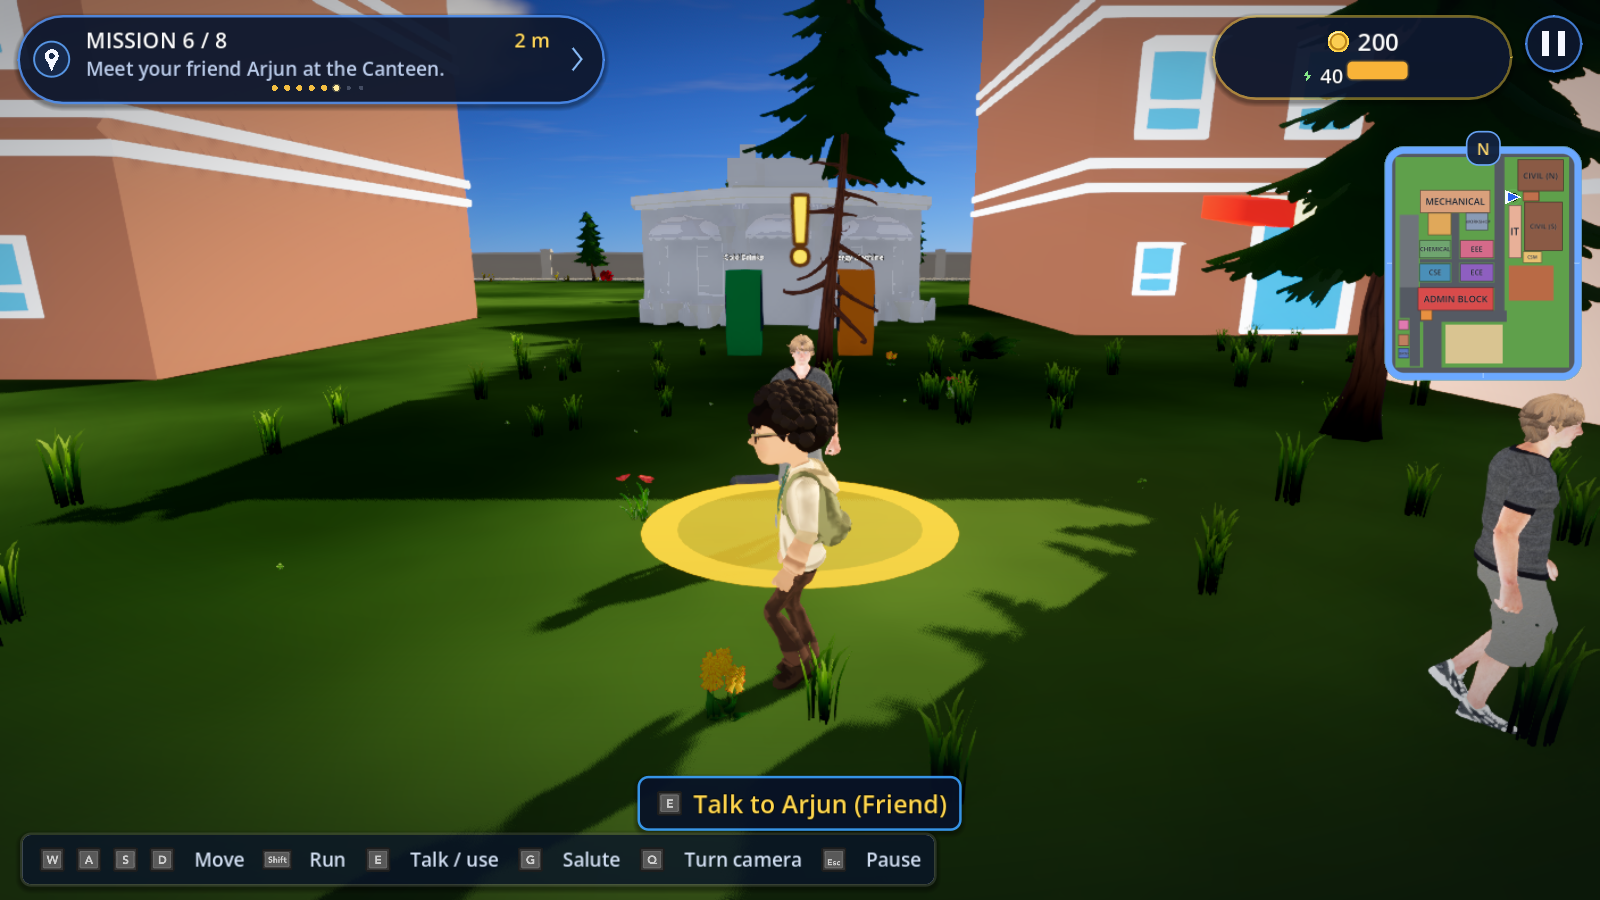 MISSION 6 / 8
2 m
Meet your friend Arjun at the Canteen.
200
40
N
CIVIL (N)
MECHANICAL
IT
CIVIL (S)
CHEMICAL
EEE
CSE
ECE
ADMIN BLOCK
E Talk to Arjun (Friend)
W A S D Move Shift Run E Talk / use G Salute Q Turn camera Esc Pause